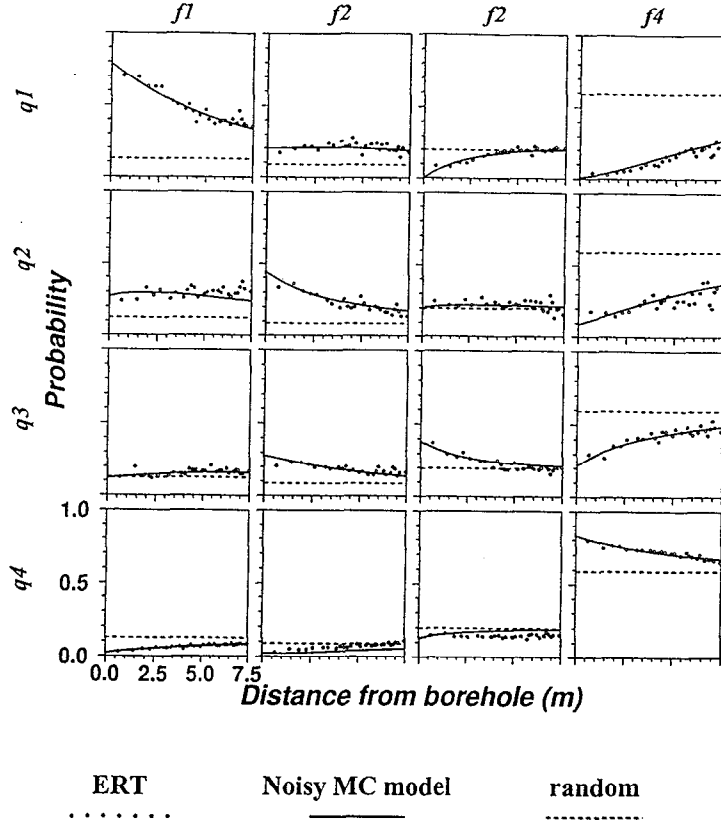 f1 f2 f2 f4
q1
q2
q3
q4
Probability
1.0
0.5
0.0
0.0 2.5 5.0 7.5
Distance from borehole (m)
ERT Noisy MC model random